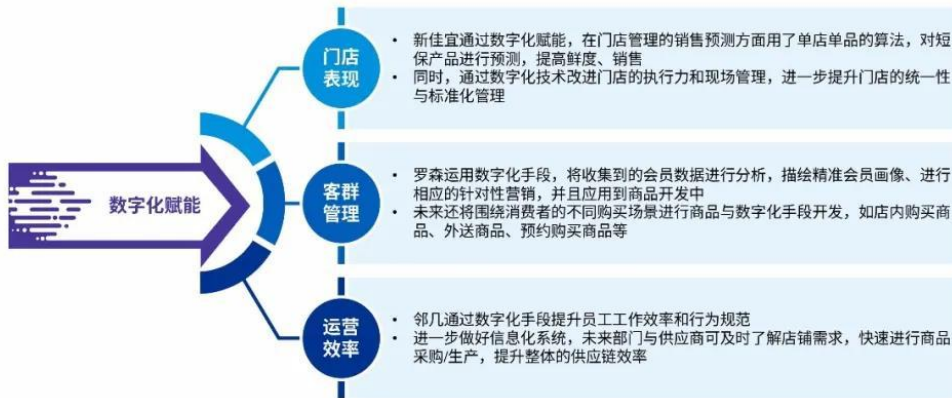 数字化赋能
门店
表现
• 新佳宜通过数字化赋能，在门店管理的销售预测方面用了单店单品的算法，对短
保产品进行预测，提高鲜度、销售
• 同时，通过数字化技术改进门店的执行力和现场管理，进一步提升门店的统一性
与标准化管理
客群
管理
• 罗森运用数字化手段，将收集到的会员数据进行分析，描绘精准会员画像、进行
相应的针对性营销，并且应用到商品开发中
• 未来还将围绕消费者的不同购买场景进行商品与数字化手段开发，如店内购买商
品、外送商品、预约购买商品等
运营
效率
• 邻几通过数字化手段提升员工工作效率和行为规范
• 进一步做好信息化系统，未来部门与供应商可及时了解店铺需求，快速进行商品
采购/生产，提升整体的供应链效率